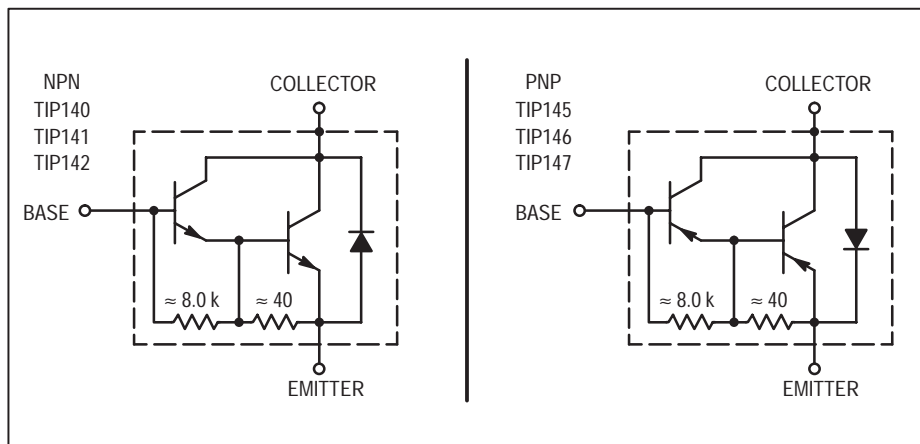 NPN
TIP140
TIP141
TIP142
COLLECTOR
BASE
≈ 8.0 k
≈ 40
EMITTER
PNP
TIP145
TIP146
TIP147
COLLECTOR
BASE
≈ 8.0 k
≈ 40
EMITTER